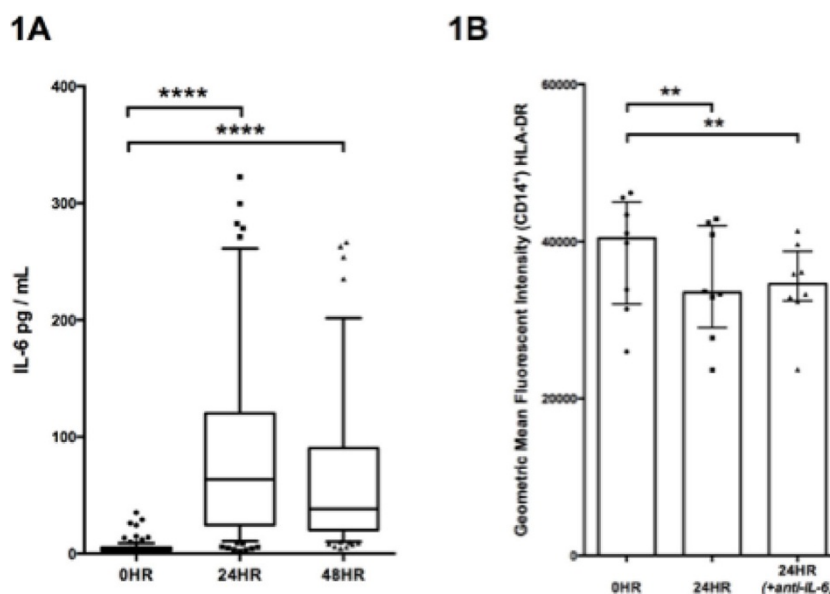 1A
1B
IL-6 pg / mL
400
300
200
100
0
****
****
0HR
24HR
48HR
Geometric Mean Fluorescent Intensity (CD14⁺) HLA-DR
60000
40000
20000
0
**
**
0HR
24HR
24HR
(+anti-IL-6)